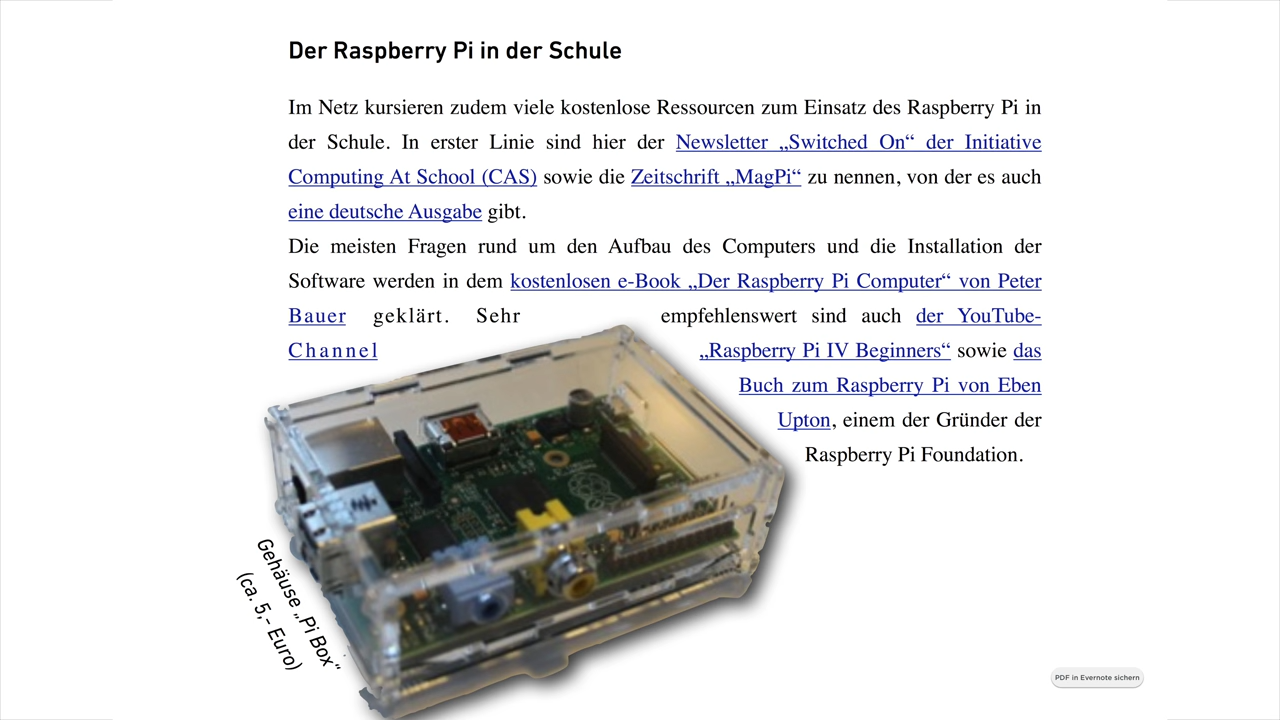 Der Raspberry Pi in der Schule
Im Netz kursieren zudem viele kostenlose Ressourcen zum Einsatz des Raspberry Pi in
der Schule. In erster Linie sind hier der Newsletter „Switched On“ der Initiative
Computing At School (CAS) sowie die Zeitschrift „MagPi“ zu nennen, von der es auch
eine deutsche Ausgabe gibt.
Die meisten Fragen rund um den Aufbau des Computers und die Installation der
Software werden in dem kostenlosen e-Book „Der Raspberry Pi Computer“ von Peter
Bauer geklärt. Sehr empfehlenswert sind auch der YouTube-
Channel „Raspberry Pi IV Beginners“ sowie das
Buch zum Raspberry Pi von Eben
Upton, einem der Gründer der
Raspberry Pi Foundation.
Gehäuse „Pi Box“
(ca. 5,- Euro)
PDF in Evernote sichern